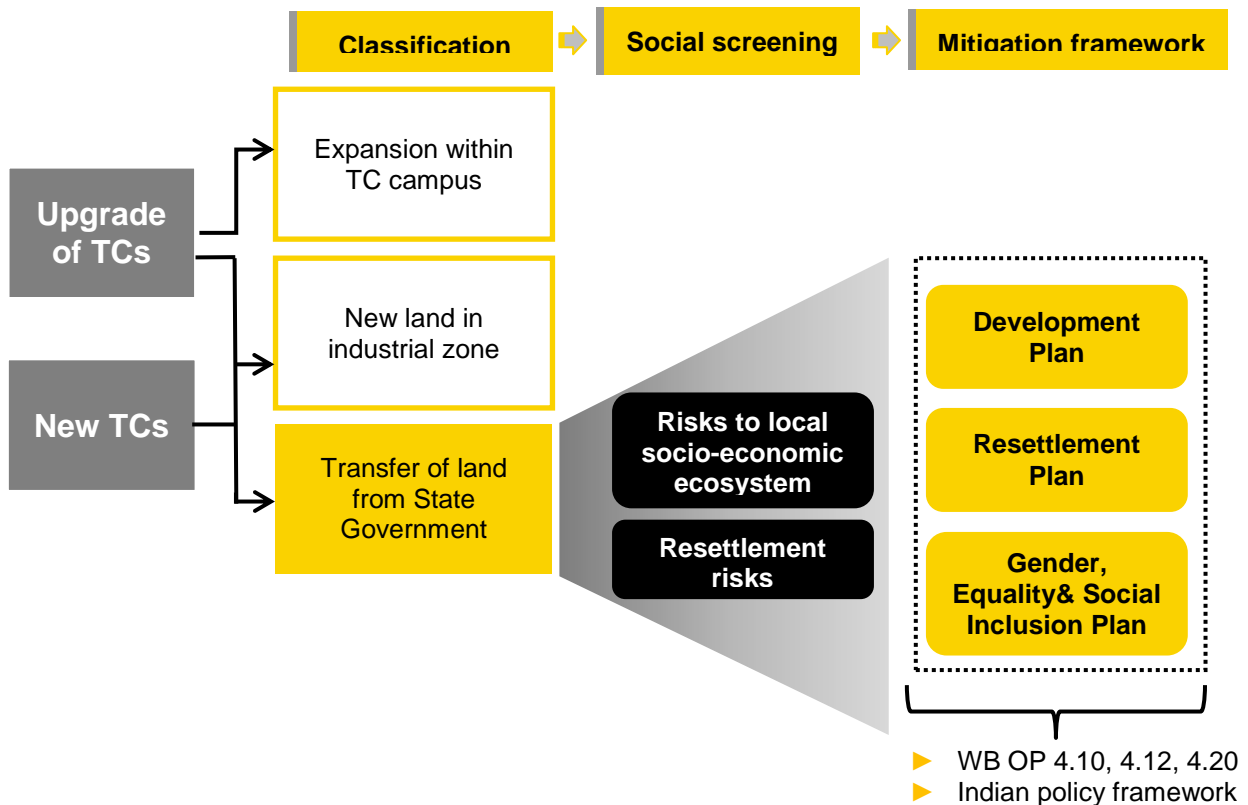 Classification
Social screening
Mitigation framework
Upgrade
of TCs
New TCs
Expansion within
TC campus
New land in
industrial zone
Transfer of land
from State
Government
Risks to local
socio-economic
ecosystem
Resettlement
risks
Development
Plan
Resettlement
Plan
Gender,
Equality& Social
Inclusion Plan
WB OP 4.10, 4.12, 4.20
Indian policy framework